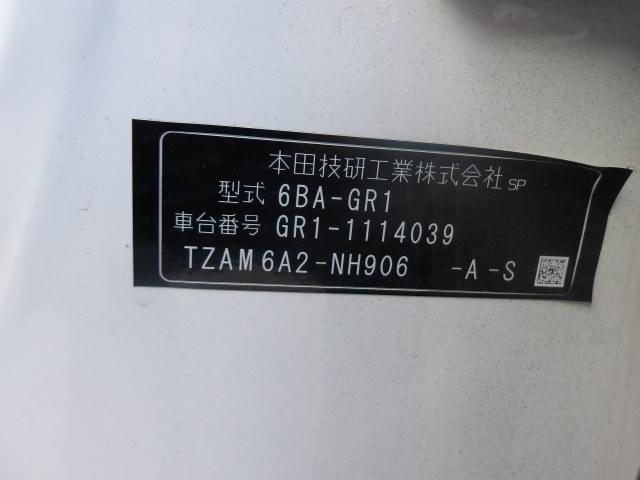 本田技研工業株式会社 SP
型式 6BA-GR1
車台番号 GR1-1114039
TZAM6A2-NH906 -A-S